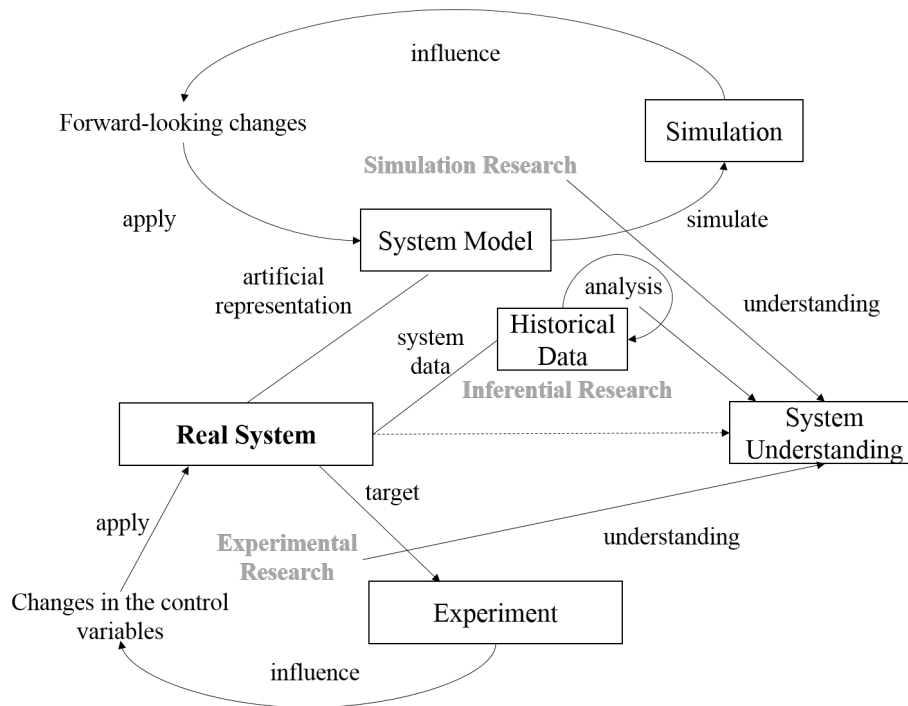 influence
Forward-looking changes
Simulation
Simulation Research
apply
simulate
System Model
artificial
representation
analysis
understanding
Historical
Data
system
data
Inferential Research
Real System
System
Understanding
target
apply
Experimental
Research
understanding
Changes in the control
variables
Experiment
influence